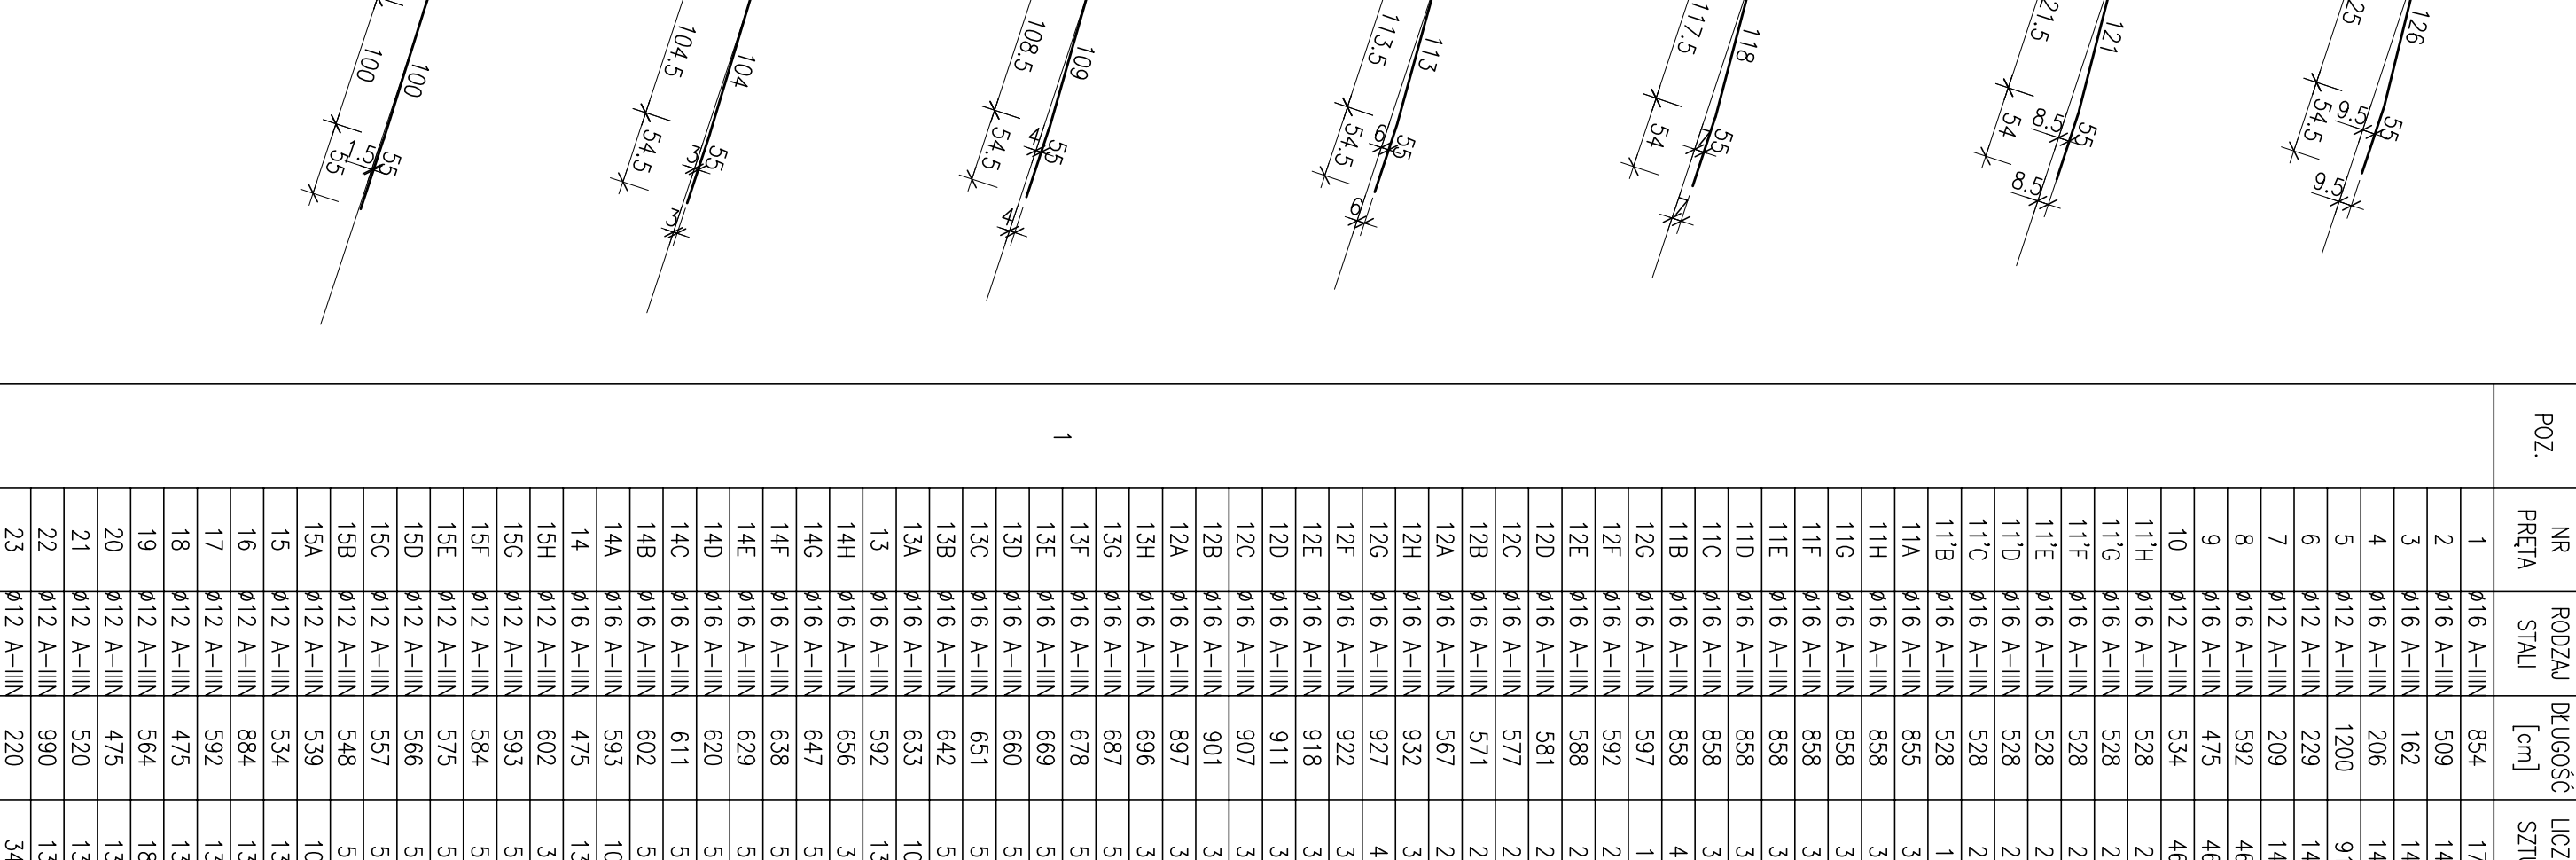 126
25
9.5
55
54.5
9.5
121
21.5
8.5
55
54
8.5
118
117.5
7
55
54
7
113
113.5
6
55
54.5
6
109
108.5
4
55
54.5
4
104
104.5
3
55
54.5
3
100
100
1.5
55
55
POZ.
NR PRĘTA
RODZAJ STALI
DŁUGOŚĆ [cm]
1
1 ø16 A-IIIN 854
2 ø16 A-IIIN 509
3 ø16 A-IIIN 162
4 ø16 A-IIIN 206
5 ø12 A-IIIN 1200
6 ø12 A-IIIN 229
7 ø12 A-IIIN 209
8 ø16 A-IIIN 592
9 ø16 A-IIIN 475
10 ø12 A-IIIN 534
11'H ø16 A-IIIN 528
11'G ø16 A-IIIN 528
11'F ø16 A-IIIN 528
11'E ø16 A-IIIN 528
11'D ø16 A-IIIN 528
11'C ø16 A-IIIN 528
11'B ø16 A-IIIN 528
11A ø16 A-IIIN 855
11H ø16 A-IIIN 858
11G ø16 A-IIIN 858
11F ø16 A-IIIN 858
11E ø16 A-IIIN 858
11D ø16 A-IIIN 858
11C ø16 A-IIIN 858
11B ø16 A-IIIN 858
12G ø16 A-IIIN 597
12F ø16 A-IIIN 592
12E ø16 A-IIIN 588
12D ø16 A-IIIN 581
12C ø16 A-IIIN 577
12B ø16 A-IIIN 571
12A ø16 A-IIIN 567
12H ø16 A-IIIN 932
12G ø16 A-IIIN 927
12F ø16 A-IIIN 922
12E ø16 A-IIIN 918
12D ø16 A-IIIN 911
12C ø16 A-IIIN 907
12B ø16 A-IIIN 901
12A ø16 A-IIIN 897
13H ø16 A-IIIN 696
13G ø16 A-IIIN 687
13F ø16 A-IIIN 678
13E ø16 A-IIIN 669
13D ø16 A-IIIN 660
13C ø16 A-IIIN 651
13B ø16 A-IIIN 642
13A ø16 A-IIIN 633
13 ø16 A-IIIN 592
14H ø16 A-IIIN 656
14G ø16 A-IIIN 647
14F ø16 A-IIIN 638
14E ø16 A-IIIN 629
14D ø16 A-IIIN 620
14C ø16 A-IIIN 611
14B ø16 A-IIIN 602
14A ø16 A-IIIN 593
14 ø16 A-IIIN 475
15H ø12 A-IIIN 602
15G ø12 A-IIIN 593
15F ø12 A-IIIN 584
15E ø12 A-IIIN 575
15D ø12 A-IIIN 566
15C ø12 A-IIIN 557
15B ø12 A-IIIN 548
15A ø12 A-IIIN 539
15 ø12 A-IIIN 534
16 ø12 A-IIIN 884
17 ø12 A-IIIN 592
18 ø12 A-IIIN 475
19 ø12 A-IIIN 564
20 ø12 A-IIIN 475
21 ø12 A-IIIN 520
22 ø12 A-IIIN 990
23 ø12 A-IIIN 220